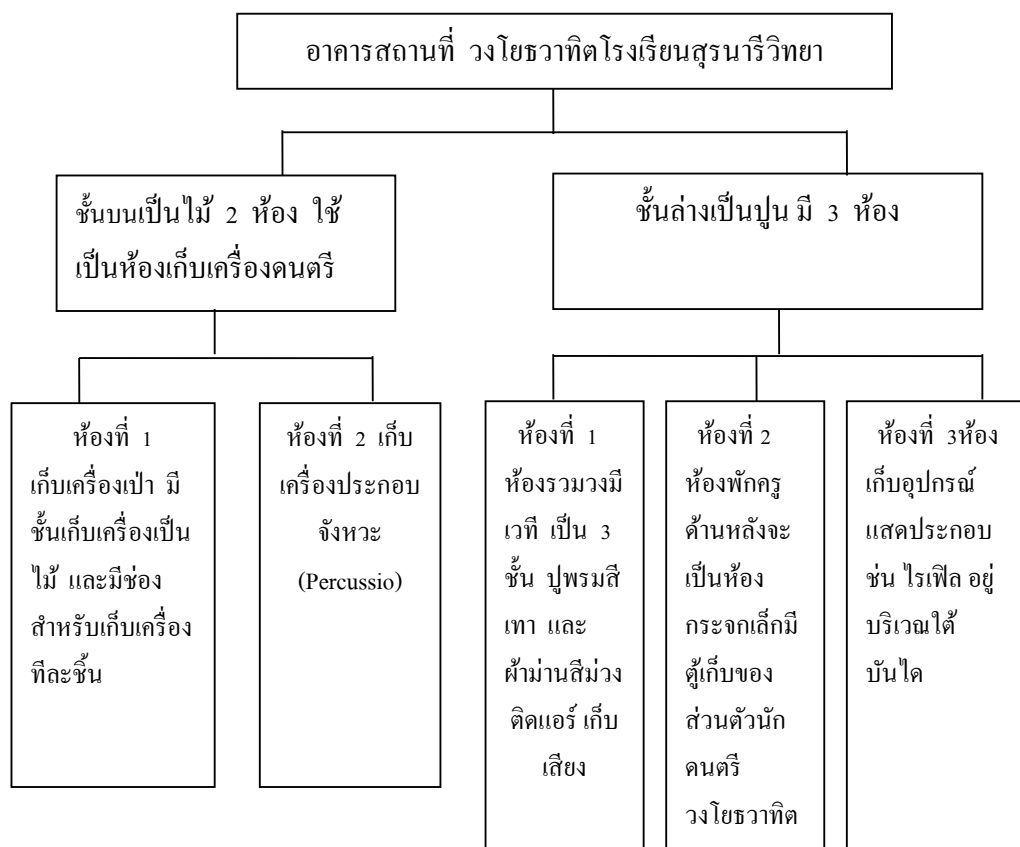 อาคารสถานที่ วงโยธวาทิตโรงเรียนสุรนารีวิทยา
ชั้นบนเป็นไม้ 2 ห้อง ใช้
เป็นห้องเก็บเครื่องดนตรี
ชั้นล่างเป็นปูน มี 3 ห้อง
ห้องที่ 1
เก็บเครื่องเป่า มี
ชั้นเก็บเครื่องเป็น
ไม้ และมีช่อง
สำหรับเก็บเครื่อง
ทีละชิ้น
ห้องที่ 2 เก็บ
เครื่องประกอบ
จังหวะ
(Percussio)
ห้องที่ 1
ห้องรวมวงมี
เวที เป็น 3
ชั้น ปูพรมสี
เทา และ
ผ้าม่านสีม่วง
ติดแอร์ เก็บ
เสียง
ห้องที่ 2
ห้องพักครู
ด้านหลังจะ
เป็นห้อง
กระจกเล็กมี
ตู้เก็บของ
ส่วนตัวนัก
ดนตรี
วงโยธวาทิต
ห้องที่ 3ห้อง
เก็บอุปกรณ์
แสดประกอบ
ช่น ไรเฟิล อยู่
บริเวณใต้
บันได